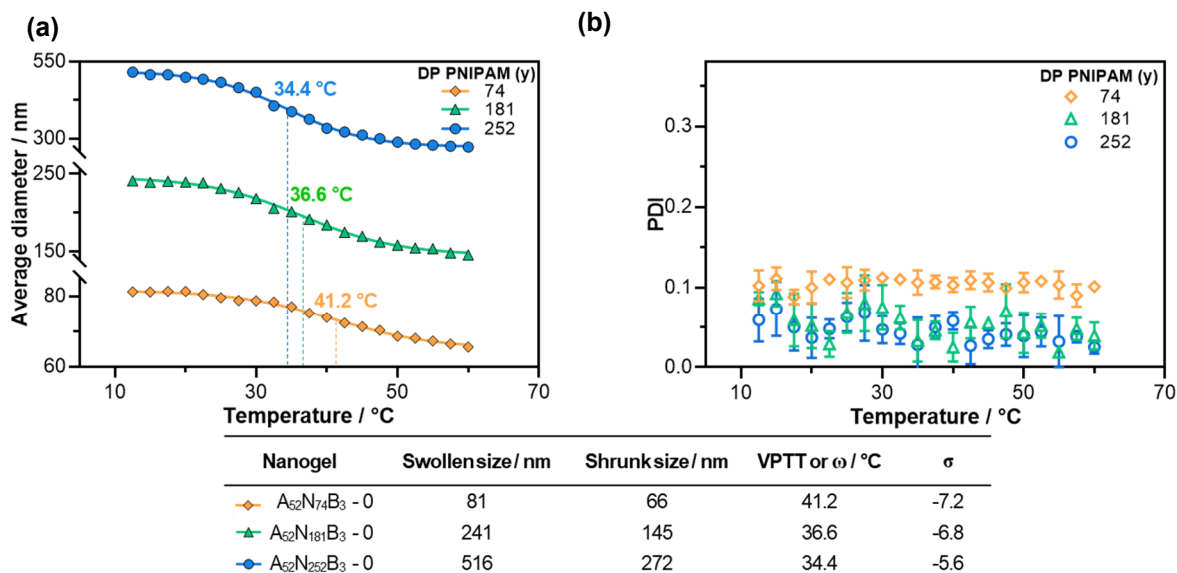 (a)
(b)
Average diameter / nm
550
300
250
150
80
60
10
30
50
70
Temperature / °C
34.4 °C
36.6 °C
41.2 °C
DP PNIPAM (y)
74
181
252
PDI
0.3
0.2
0.1
0.0
10
30
50
70
Temperature / °C
DP PNIPAM (y)
74
181
252
Nanogel Swollen size / nm Shrunk size / nm VPTT or ω / °C σ
A₅₂N₇₄B₃ - 0 81 66 41.2 -7.2
A₅₂N₁₈₁B₃ - 0 241 145 36.6 -6.8
A₅₂N₂₅₂B₃ - 0 516 272 34.4 -5.6